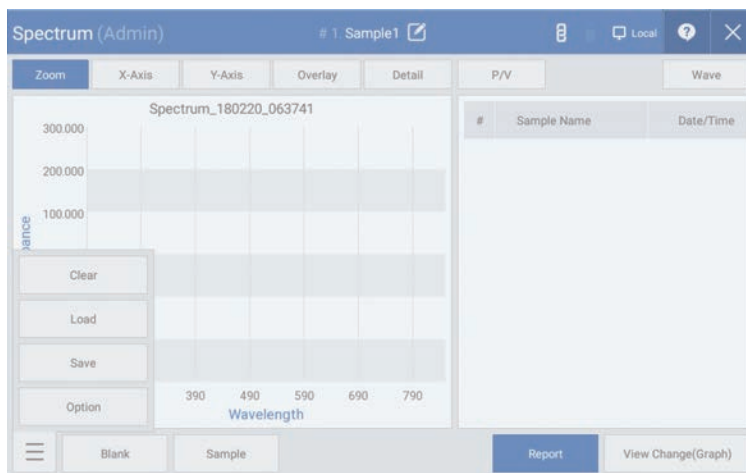 Spectrum (Admin)
# 1. Sample1
Local
?
Zoom
X-Axis
Y-Axis
Overlay
Detail
P/V
Wave
Spectrum_180220_063741
300.000
200.000
100.000
# Sample Name Date/Time
Clear
Load
Save
Option
390 490 590 690 790
Wavelength
Blank
Sample
Report
View Change(Graph)